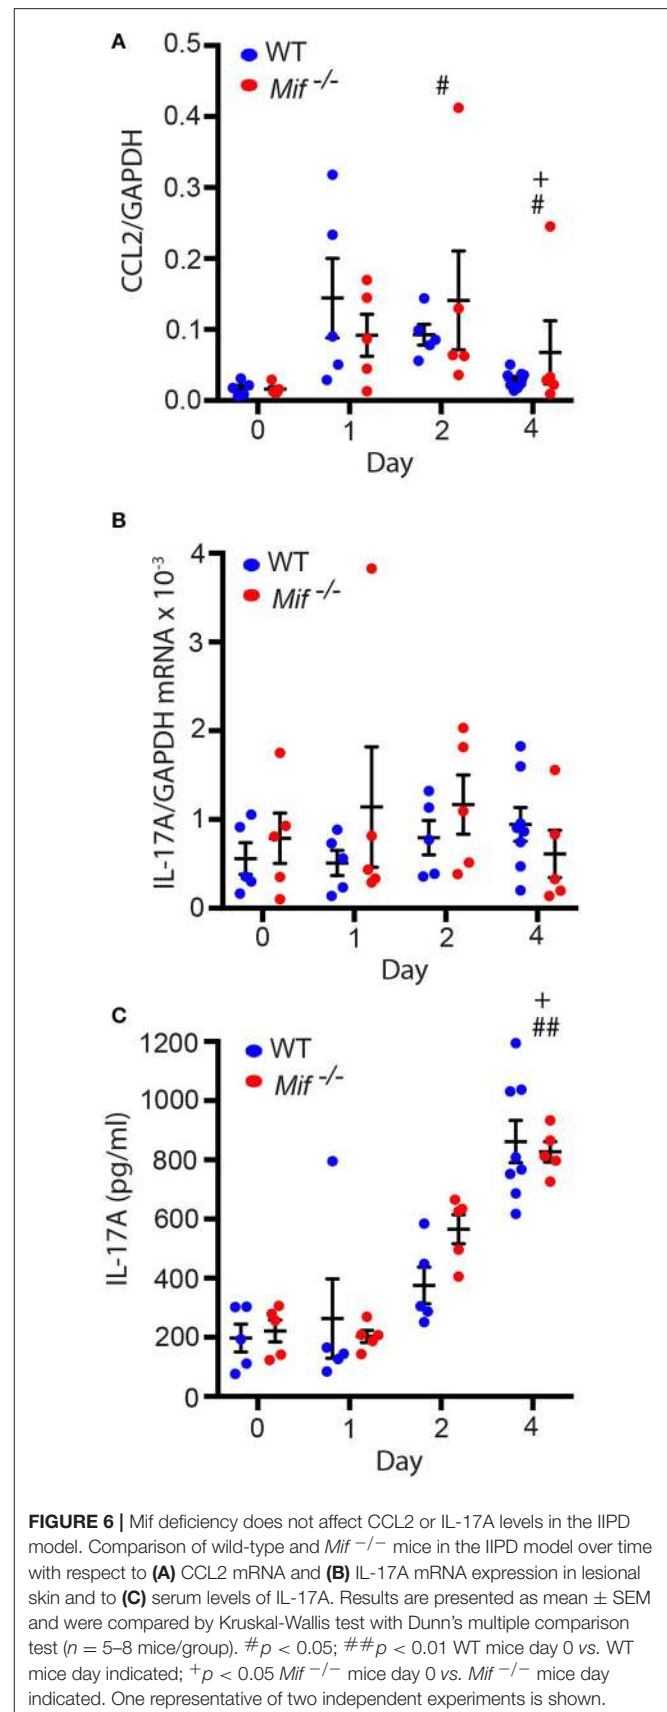 A
0.5
WT
Mif -/-
#
0.4
+
#
0.3
0.2
0.1
0.0
CCL2/GAPDH
0 1 2 4
Day
B
4
WT
Mif -/-
3
2
1
0
IL-17A/GAPDH mRNA x 10-3
0 1 2 4
Day
C
+
##
1200
WT
Mif -/-
1000
800
600
400
200
0
IL-17A (pg/ml)
0 1 2 4
Day
FIGURE 6 | Mif deficiency does not affect CCL2 or IL-17A levels in the IIPD
model. Comparison of wild-type and Mif −/− mice in the IIPD model over time
with respect to (A) CCL2 mRNA and (B) IL-17A mRNA expression in lesional
skin and to (C) serum levels of IL-17A. Results are presented as mean ± SEM
and were compared by Kruskal-Wallis test with Dunn's multiple comparison
test (n = 5–8 mice/group). #p < 0.05; ##p < 0.01 WT mice day 0 vs. WT
mice day indicated; +p < 0.05 Mif −/− mice day 0 vs. Mif −/− mice day
indicated. One representative of two independent experiments is shown.